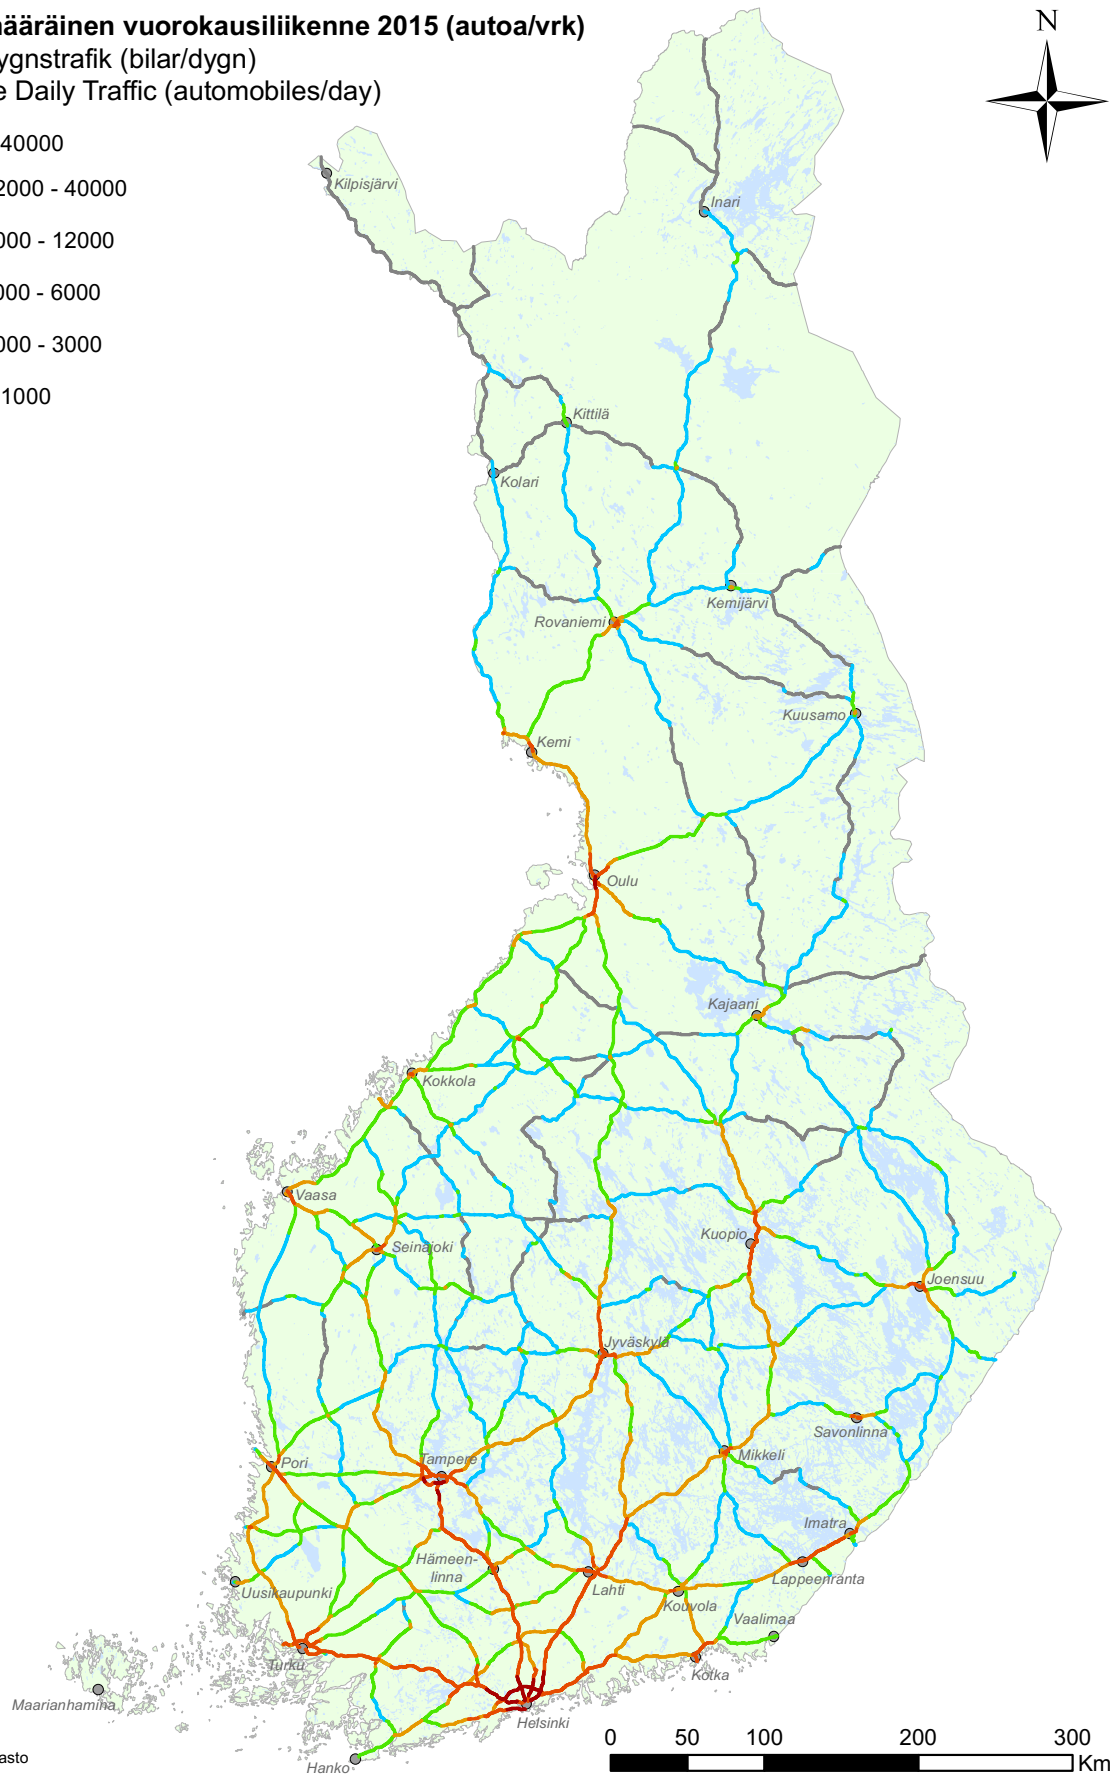 määräinen vuorokausiliikenne 2015 (autoa/vrk)
ygnstrafik (bilar/dygn)
e Daily Traffic (automobiles/day)
40000
2000 - 40000
000 - 12000
000 - 6000
000 - 3000
1000
N
Kilpisjärvi
Inari
Kittilä
Kolari
Kemijärvi
Rovaniemi
Kuusamo
Kemi
Oulu
Kajaani
Kokkola
Vaasa
Seinäjoki
Kuopio
Joensuu
Jyväskylä
Savonlinna
Mikkeli
Tampere
Pori
Imatra
Hämeen-
linna
Lahti
Lappeenranta
Uusikaupunki
Kouvola
Vaalimaa
Turku
Kotka
Maarianhamina
Helsinki
Hanko
asto
0 50 100 200 300
Km